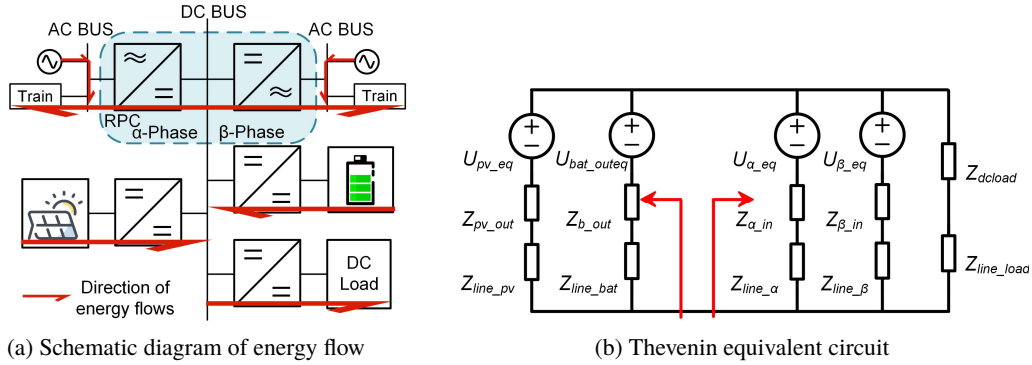 DC BUS
AC BUS
AC BUS
Train
Train
RPC
α-Phase
β-Phase
DC
Load
Direction of
energy flows
(a) Schematic diagram of energy flow
U_pv_eq
U_bat_outeq
U_α_eq
U_β_eq
Z_dcload
Z_pv_out
Z_b_out
Z_α_in
Z_β_in
Z_line_pv
Z_line_bat
Z_line_α
Z_line_β
Z_line_load
(b) Thevenin equivalent circuit